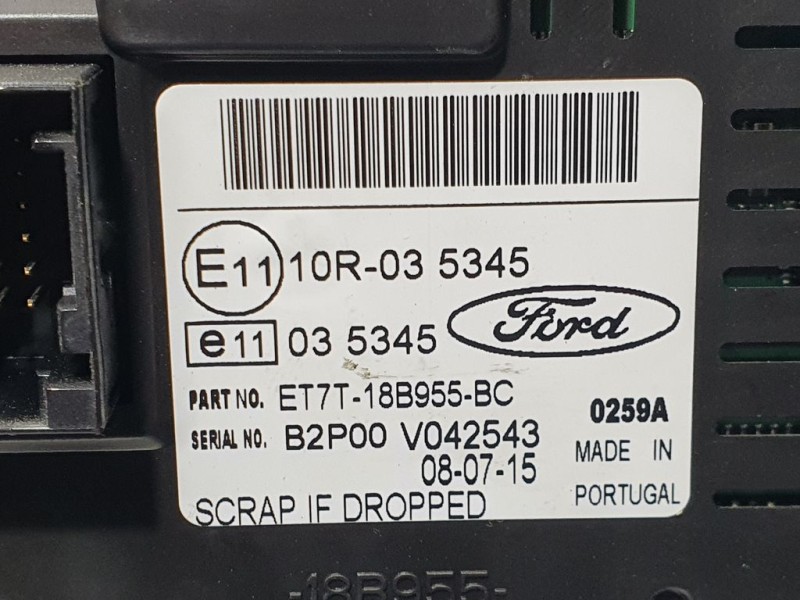 E11 10R-03 5345
e11 03 5345
Ford
PART NO. ET7T-18B955-BC
SERIAL NO. B2P00 V042543
0259A
08-07-15
MADE IN
PORTUGAL
SCRAP IF DROPPED
-18B955-